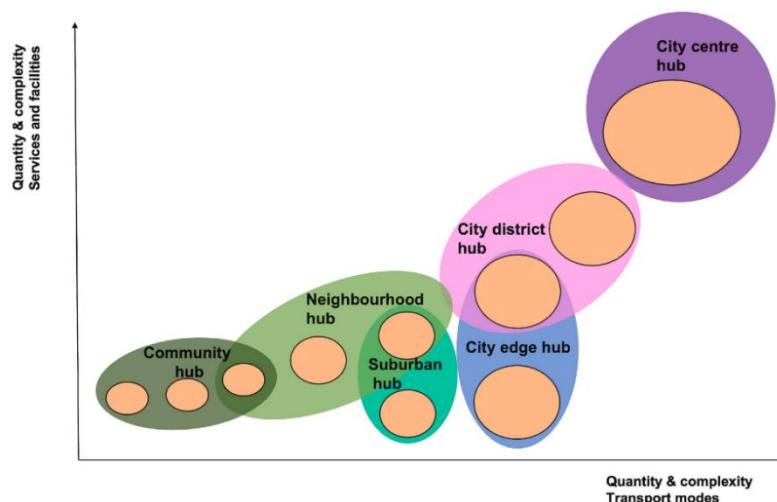 Quantity & complexity
Services and facilities
City centre
hub
City district
hub
Neighbourhood
hub
Community
hub
Suburban
hub
City edge hub
Quantity & complexity
Transport modes